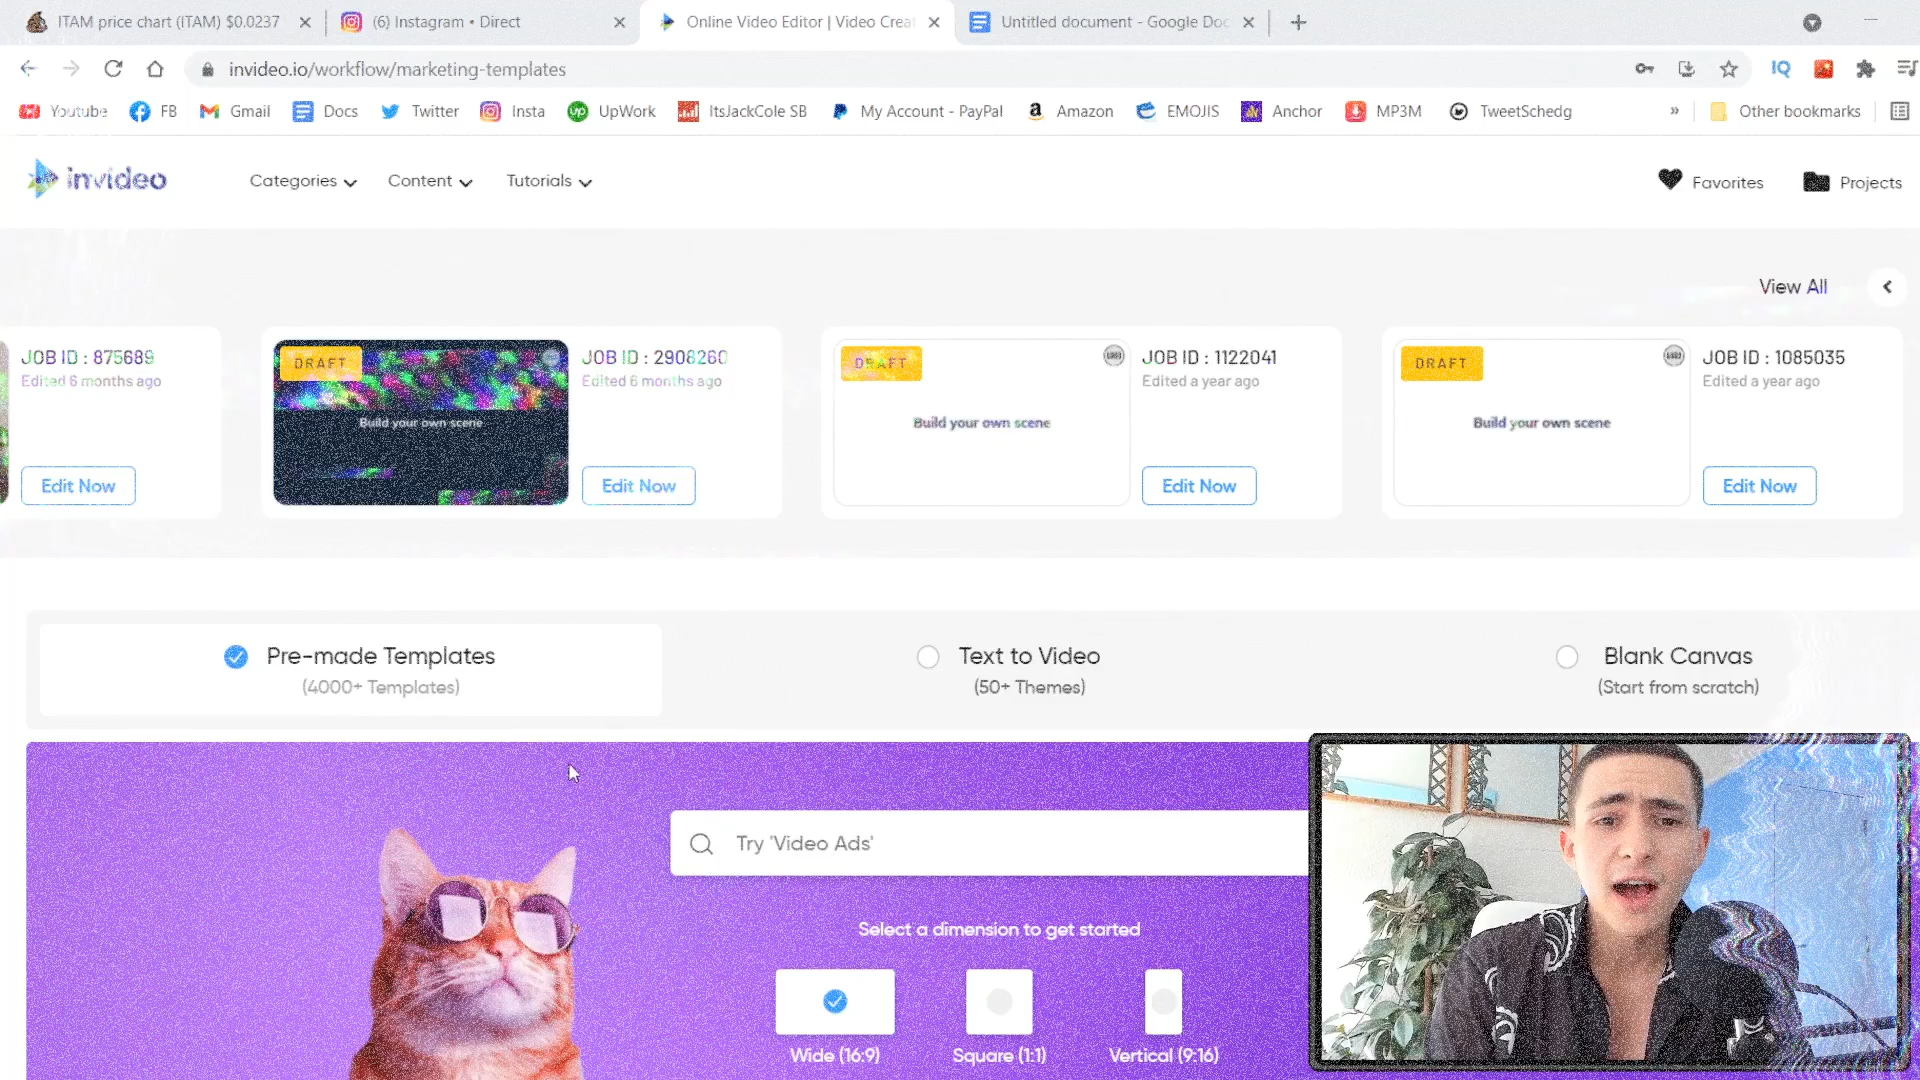 ITAM price chart (ITAM) $0.0237
(6) Instagram • Direct
Online Video Editor | Video Crea
Untitled document - Google Doc
invideo.io/workflow/marketing-templates
IQ
Youtube
FB
Gmail
Docs
Twitter
Insta
up
UpWork
ItsJackCole SB
My Account - PayPal
a
Amazon
EMOJIS
Anchor
MP3M
TweetSchedg
»
Other bookmarks
invideo
Categories
Content
Tutorials
Favorites
Projects
View All
JOB ID : 875689
Edited 6 months ago
Edit Now
DRAFT
Build your own scene
JOB ID : 2908260
Edited 6 months ago
Edit Now
DRAFT
Build your own scene
JOB ID : 1122041
Edited a year ago
Edit Now
DRAFT
Build your own scene
JOB ID : 1085035
Edited a year ago
Edit Now
Pre-made Templates
(4000+ Templates)
Text to Video
(50+ Themes)
Blank Canvas
(Start from scratch)
Try 'Video Ads'
Select a dimension to get started
Wide (16:9)
Square (1:1)
Vertical (9:16)